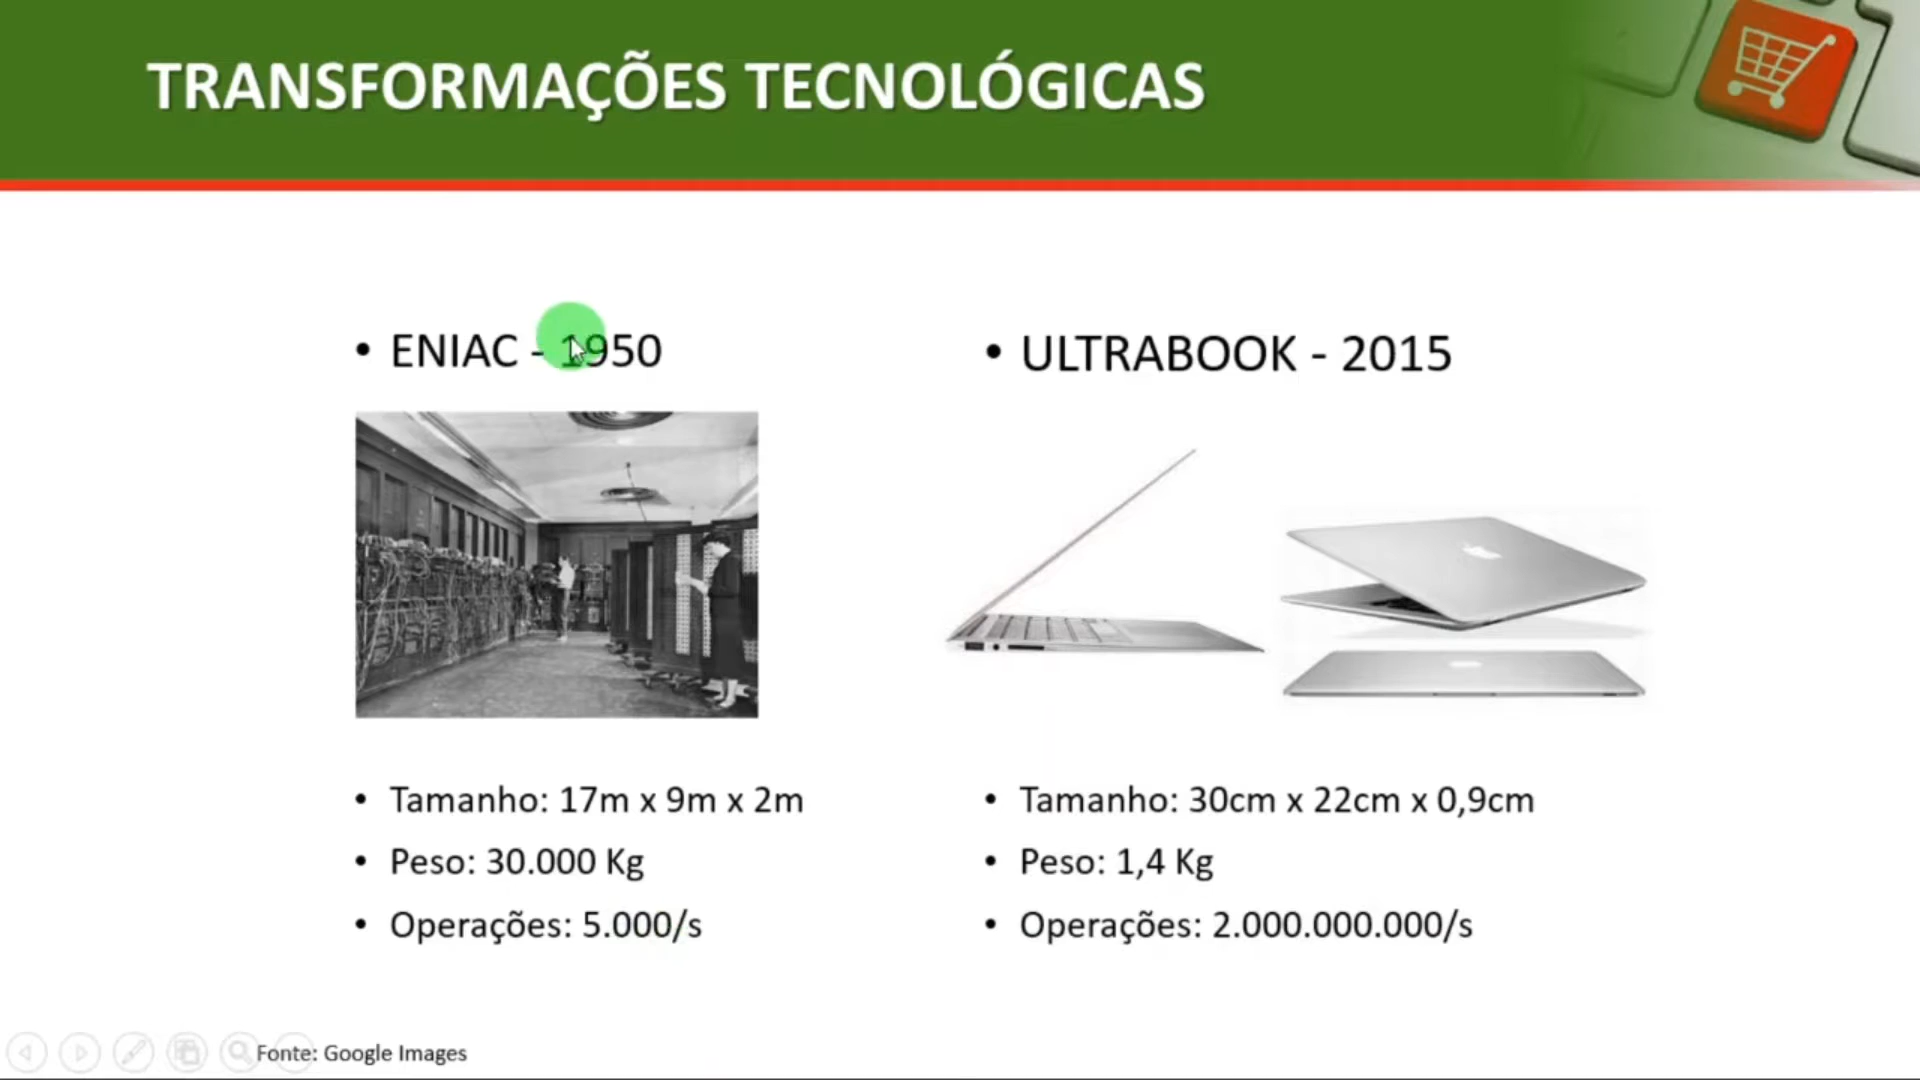 TRANSFORMAÇÕES TECNOLÓGICAS
• ENIAC - 1950
• Tamanho: 17m x 9m x 2m
• Peso: 30.000 Kg
• Operações: 5.000/s
• ULTRABOOK - 2015
• Tamanho: 30cm x 22cm x 0,9cm
• Peso: 1,4 Kg
• Operações: 2.000.000.000/s
Fonte: Google Images